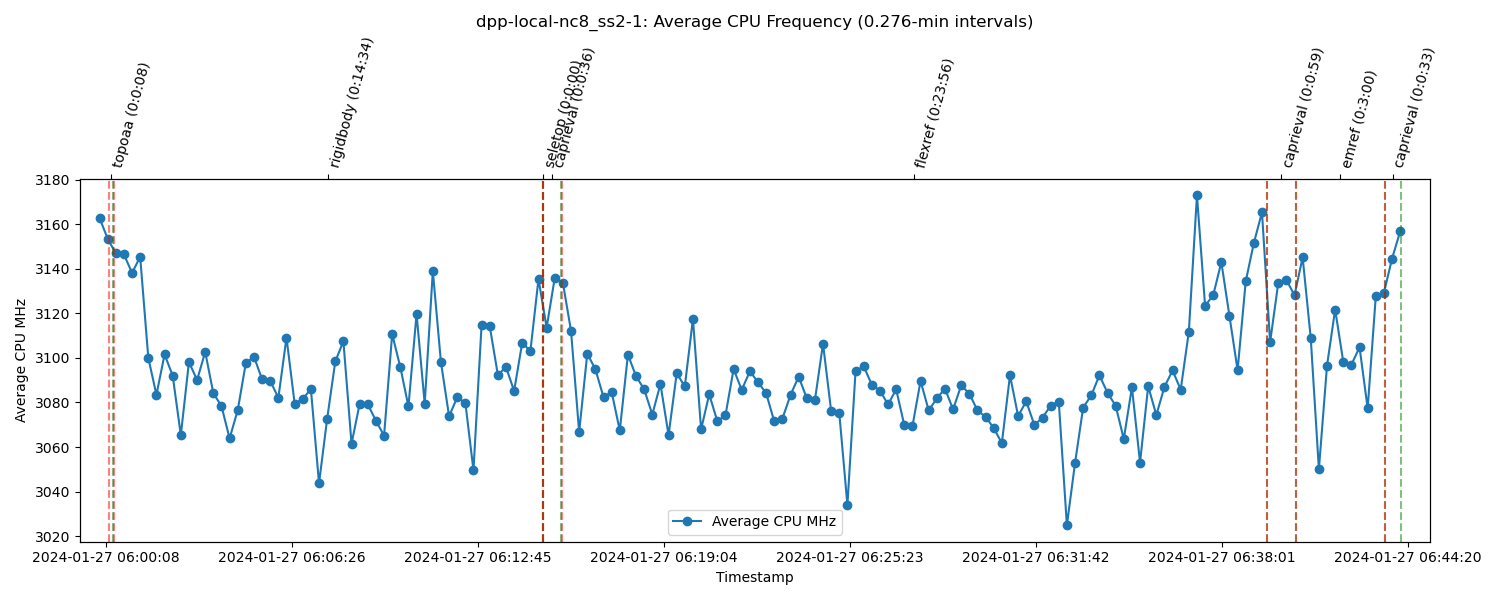 dpp-local-nc8_ss2-1: Average CPU Frequency (0.276-min intervals)
topoaa (0:0:08)
rigidbody (0:14:34)
seletop (0:0:00)
caprieval (0:0:36)
flexref (0:23:56)
caprieval (0:0:59)
emref (0:3:00)
caprieval (0:0:33)
Average CPU MHz
3180
3160
3140
3120
3100
3080
3060
3040
3020
Average CPU MHz
2024-01-27 06:00:08
2024-01-27 06:06:26
2024-01-27 06:12:45
2024-01-27 06:19:04
2024-01-27 06:25:23
2024-01-27 06:31:42
2024-01-27 06:38:01
2024-01-27 06:44:20
Timestamp